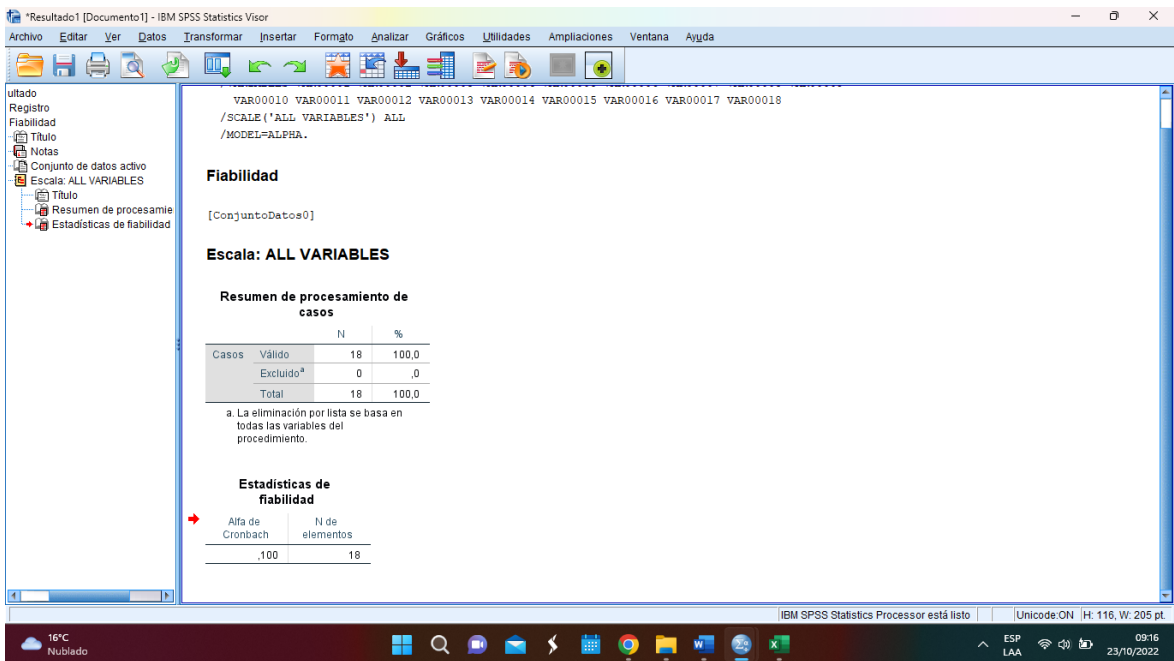 *Resultado1 [Documento1] - IBM SPSS Statistics Visor
Archivo Editar Ver Datos Transformar Insertar Formato Analizar Gráficos Utilidades Ampliaciones Ventana Ayuda
ultado
Registro
Fiabilidad
Título
Notas
Conjunto de datos activo
Escala: ALL VARIABLES
Título
Resumen de procesamie
Estadísticas de fiabilidad
VAR00010 VAR00011 VAR00012 VAR00013 VAR00014 VAR00015 VAR00016 VAR00017 VAR00018
/SCALE('ALL VARIABLES') ALL
/MODEL=ALPHA.
Fiabilidad
[ConjuntoDatos0]
Escala: ALL VARIABLES
Resumen de procesamiento de
casos
N %
Casos Válido 18 100,0
Excluidoª 0 ,0
Total 18 100,0
a. La eliminación por lista se basa en
todas las variables del
procedimiento.
Estadísticas de
fiabilidad
Alfa de N de
Cronbach elementos
,100 18
IBM SPSS Statistics Processor está listo Unicode:ON H: 116, W: 205 pt.
16°C
Nublado
ESP
LAA
09:16
23/10/2022